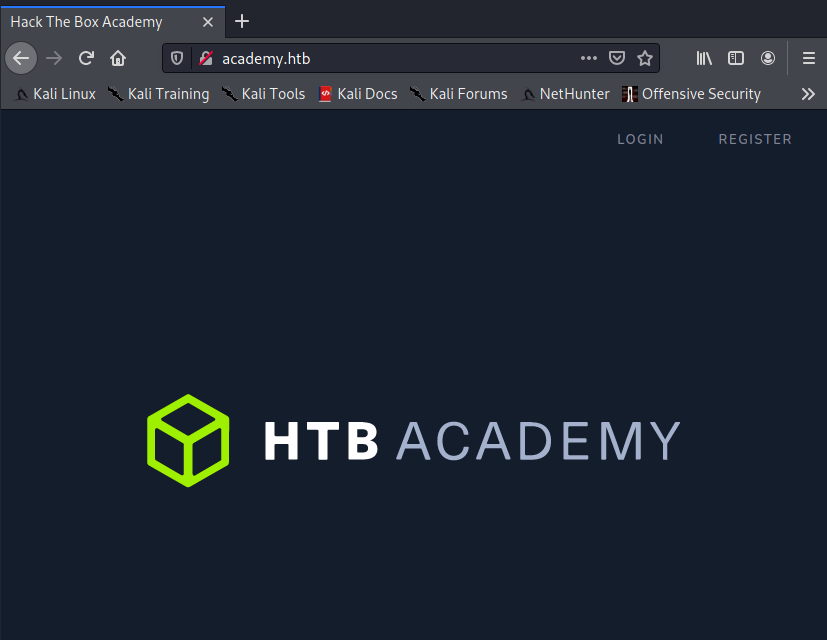 Hack The Box Academy
academy.htb
Kali Linux Kali Training Kali Tools Kali Docs Kali Forums NetHunter Offensive Security
LOGIN REGISTER
HTB ACADEMY